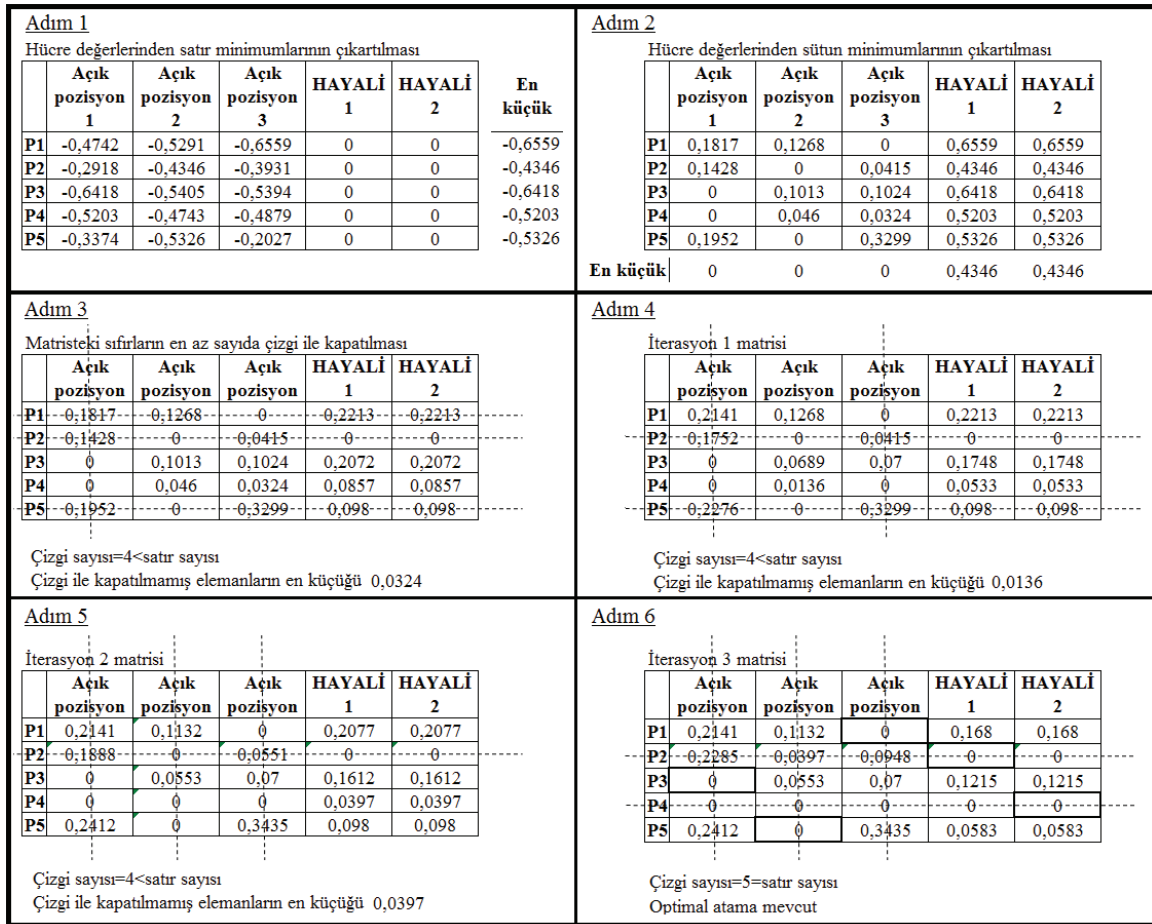 Adım 1
Hücre değerlerinden satır minimumlarının çıkartılması
Açık pozisyon 1 Açık pozisyon 2 Açık pozisyon 3 HAYALİ 1 HAYALİ 2 En küçük
P1 -0,4742 -0,5291 -0,6559 0 0 -0,6559
P2 -0,2918 -0,4346 -0,3931 0 0 -0,4346
P3 -0,6418 -0,5405 -0,5394 0 0 -0,6418
P4 -0,5203 -0,4743 -0,4879 0 0 -0,5203
P5 -0,3374 -0,5326 -0,2027 0 0 -0,5326
Adım 2
Hücre değerlerinden sütun minimumlarının çıkartılması
Açık pozisyon 1 Açık pozisyon 2 Açık pozisyon 3 HAYALİ 1 HAYALİ 2
P1 0,1817 0,1268 0 0,6559 0,6559
P2 0,1428 0 0,0415 0,4346 0,4346
P3 0 0,1013 0,1024 0,6418 0,6418
P4 0 0,046 0,0324 0,5203 0,5203
P5 0,1952 0 0,3299 0,5326 0,5326
En küçük 0 0 0 0,4346 0,4346
Adım 3
Matristeki sıfırların en az sayıda çizgi ile kapatılması
Açık pozisyon Açık pozisyon Açık pozisyon HAYALİ 1 HAYALİ 2
P1 0,1817 0,1268 0 0,2213 0,2213
P2 0,1428 0 0,0415 0 0
P3 0 0,1013 0,1024 0,2072 0,2072
P4 0 0,046 0,0324 0,0857 0,0857
P5 0,1952 0 0,3299 0,098 0,098
Çizgi sayısı=4<satır sayısı
Çizgi ile kapatılmamış elemanların en küçüğü 0,0324
Adım 4
İterasyon 1 matrisi
Açık pozisyon Açık pozisyon Açık pozisyon HAYALİ 1 HAYALİ 2
P1 0,2141 0,1268 0 0,2213 0,2213
P2 0,1752 0 0,0415 0 0
P3 0 0,0689 0,07 0,1748 0,1748
P4 0 0,0136 0 0,0533 0,0533
P5 0,2276 0 0,3299 0,098 0,098
Çizgi sayısı=4<satır sayısı
Çizgi ile kapatılmamış elemanların en küçüğü 0,0136
Adım 5
İterasyon 2 matrisi
Açık pozisyon Açık pozisyon Açık pozisyon HAYALİ 1 HAYALİ 2
P1 0,2141 0,1132 0 0,2077 0,2077
P2 0,1888 0 0,0551 0 0
P3 0 0,0553 0,07 0,1612 0,1612
P4 0 0 0 0,0397 0,0397
P5 0,2412 0 0,3435 0,098 0,098
Çizgi sayısı=4<satır sayısı
Çizgi ile kapatılmamış elemanların en küçüğü 0,0397
Adım 6
İterasyon 3 matrisi
Açık pozisyon Açık pozisyon Açık pozisyon HAYALİ 1 HAYALİ 2
P1 0,2141 0,1132 0 0,168 0,168
P2 0,2285 0,0397 0,0948 0 0
P3 0 0,0553 0,07 0,1215 0,1215
P4 0 0 0 0 0
P5 0,2412 0 0,3435 0,0583 0,0583
Çizgi sayısı=5=satır sayısı
Optimal atama mevcut